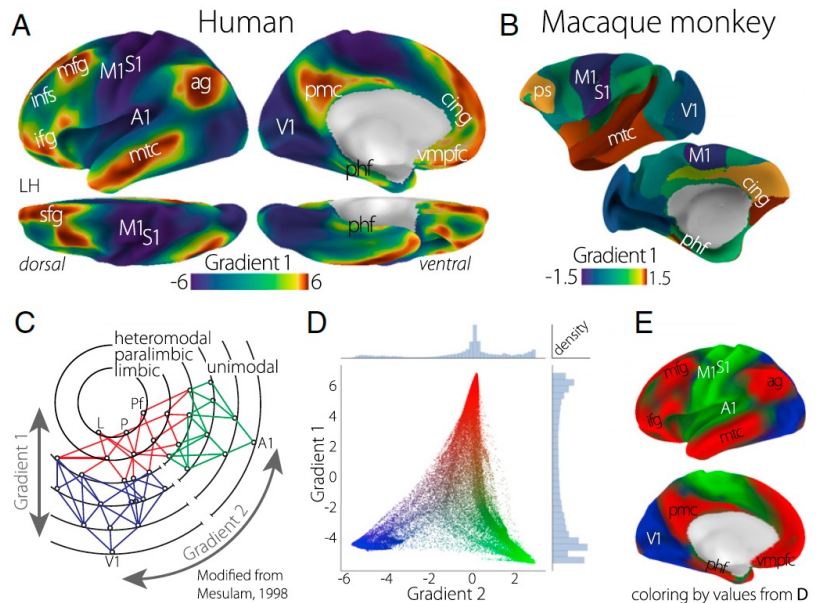 A Human
mfg
M1 S1
ag
infs
A1
ifg
mtc
LH
pmc
cing
V1
vmpfc
phf
sfg
M1 S1
phf
dorsal
ventral
Gradient 1
-6 6
B Macaque monkey
ps
M1
S1
V1
mtc
M1
cing
phf
Gradient 1
-1.5 1.5
C
heteromodal
paralimbic
limbic
unimodal
Pf
L P
A1
Gradient 1
Gradient 2
V1
Modified from
Mesulam, 1998
D
density
6
4
2
0
-2
-4
Gradient 1
-6 -4 -2 0 2
Gradient 2
E
mfg
M1 S1
ag
A1
ifg
mtc
pmc
V1
phf
vmpfc
coloring by values from D